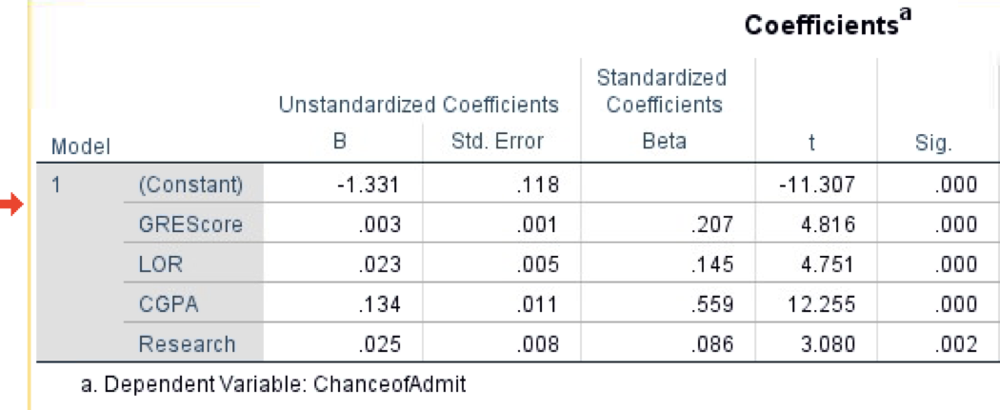 Coefficientsa
Unstandardized Coefficients Standardized Coefficients
Model B Std. Error Beta t Sig.
1 (Constant) -1.331 .118 -11.307 .000
GREScore .003 .001 .207 4.816 .000
LOR .023 .005 .145 4.751 .000
CGPA .134 .011 .559 12.255 .000
Research .025 .008 .086 3.080 .002
a. Dependent Variable: ChanceofAdmit